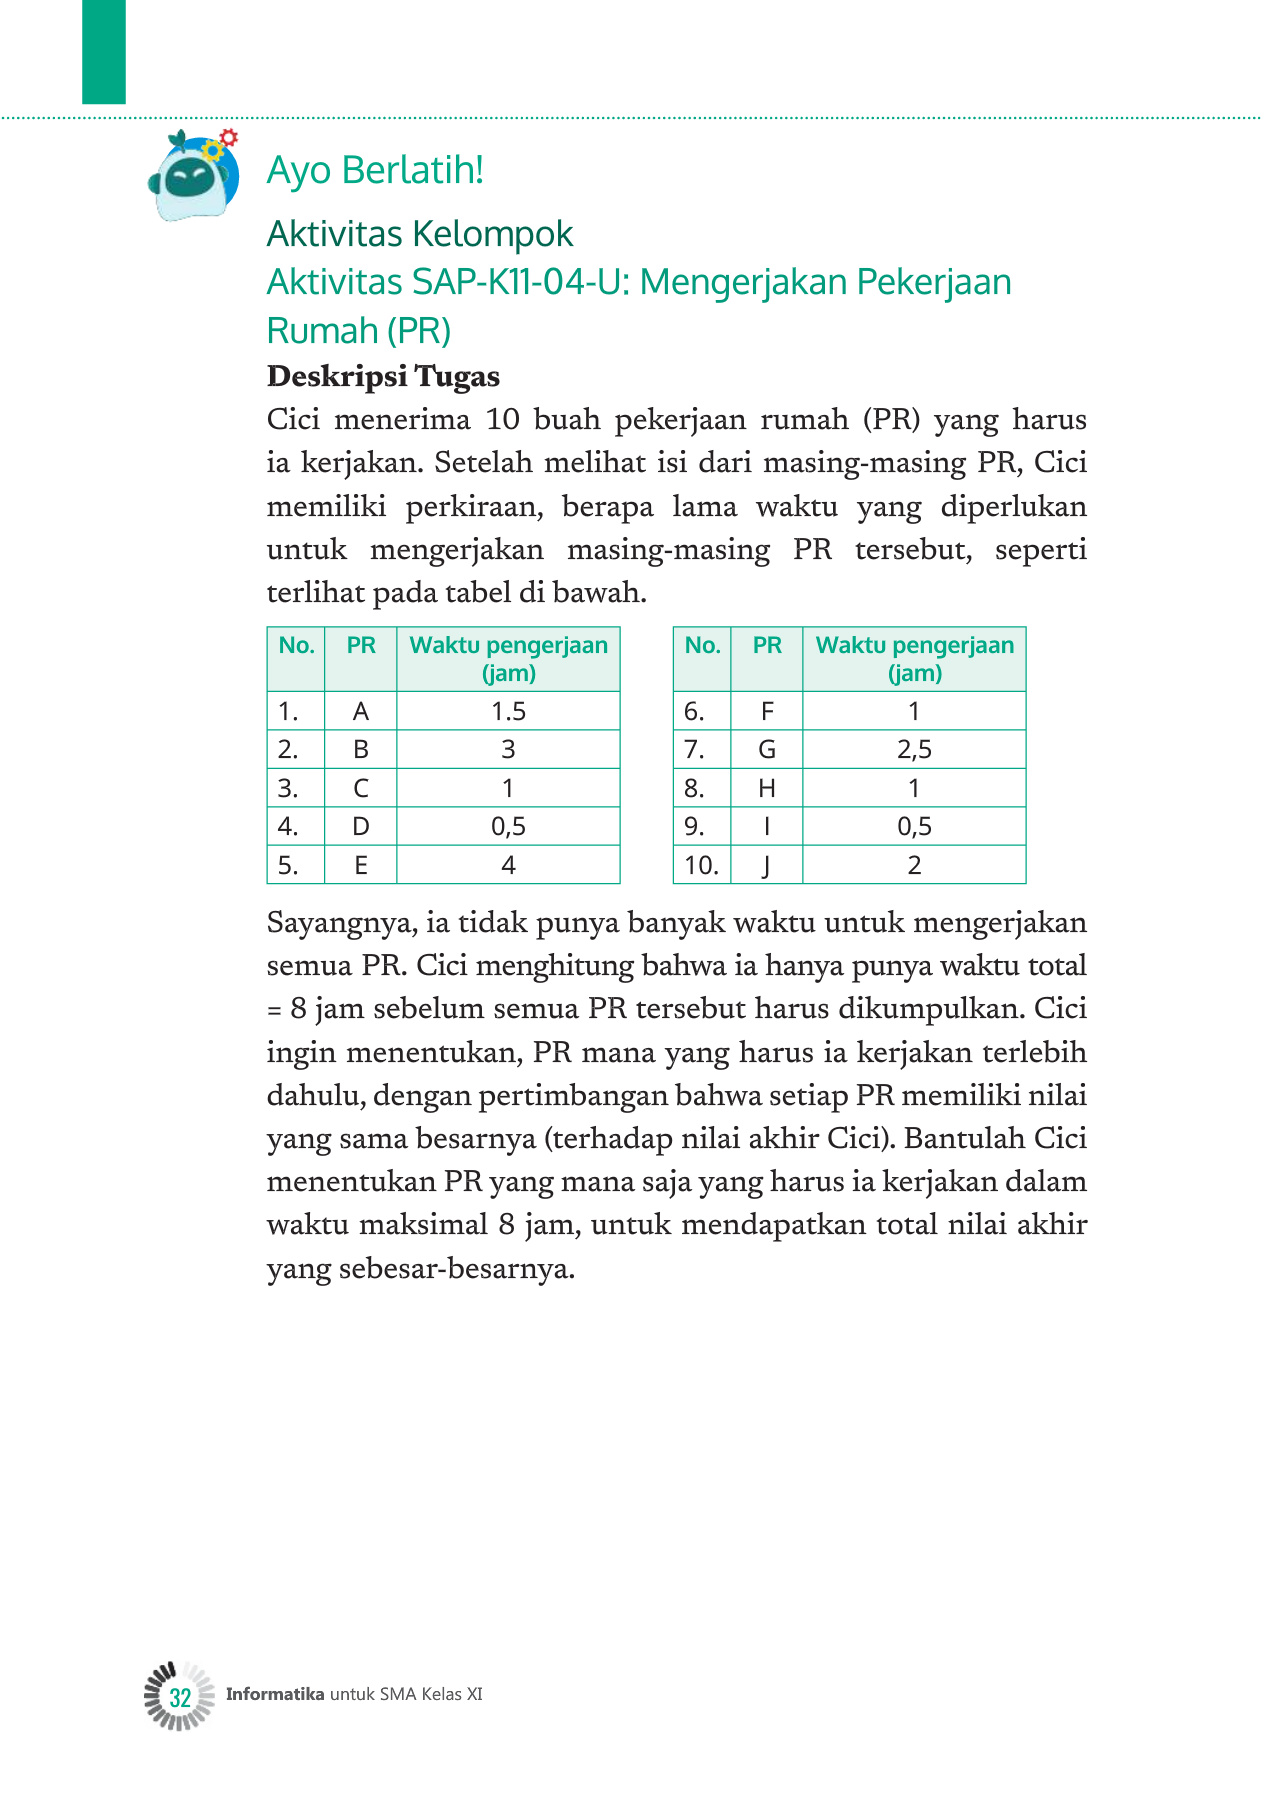 Ayo Berlatih!
Aktivitas Kelompok
Aktivitas SAP-K11-04-U: Mengerjakan Pekerjaan
Rumah (PR)
Deskripsi Tugas
Cici menerima 10 buah pekerjaan rumah (PR) yang harus
ia kerjakan. Setelah melihat isi dari masing-masing PR, Cici
memiliki perkiraan, berapa lama waktu yang diperlukan
untuk mengerjakan masing-masing PR tersebut, seperti
terlihat pada tabel di bawah.
No. PR Waktu pengerjaan
(jam)
1. A 1.5
2. B 3
3. C 1
4. D 0,5
5. E 4
No. PR Waktu pengerjaan
(jam)
6. F 1
7. G 2,5
8. H 1
9. I 0,5
10. J 2
Sayangnya, ia tidak punya banyak waktu untuk mengerjakan
semua PR. Cici menghitung bahwa ia hanya punya waktu total
= 8 jam sebelum semua PR tersebut harus dikumpulkan. Cici
ingin menentukan, PR mana yang harus ia kerjakan terlebih
dahulu, dengan pertimbangan bahwa setiap PR memiliki nilai
yang sama besarnya (terhadap nilai akhir Cici). Bantulah Cici
menentukan PR yang mana saja yang harus ia kerjakan dalam
waktu maksimal 8 jam, untuk mendapatkan total nilai akhir
yang sebesar-besarnya.
32 Informatika untuk SMA Kelas XI